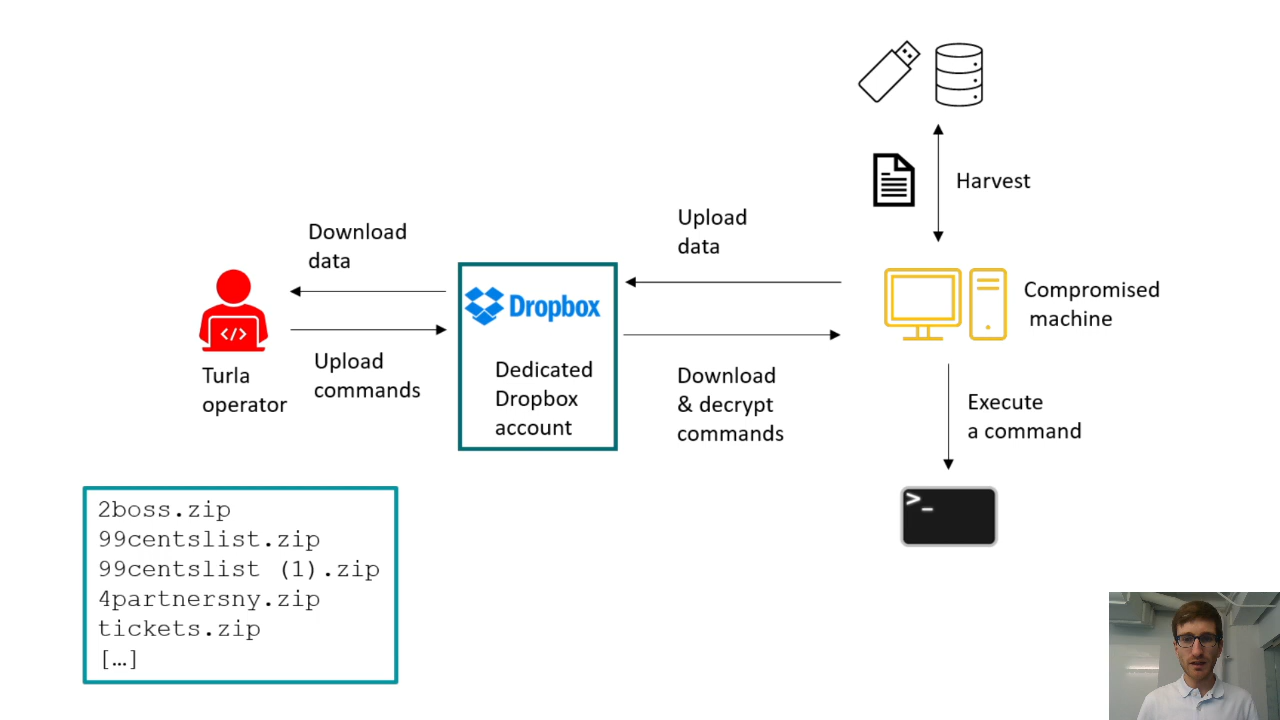 Harvest
Upload
data
Download
data
Dropbox
Compromised
machine
Turla
operator
Upload
commands
Dedicated
Dropbox
account
Download
& decrypt
commands
Execute
a command
</>
>_
2boss.zip
99centslist.zip
99centslist (1).zip
4partnersny.zip
tickets.zip
[…]